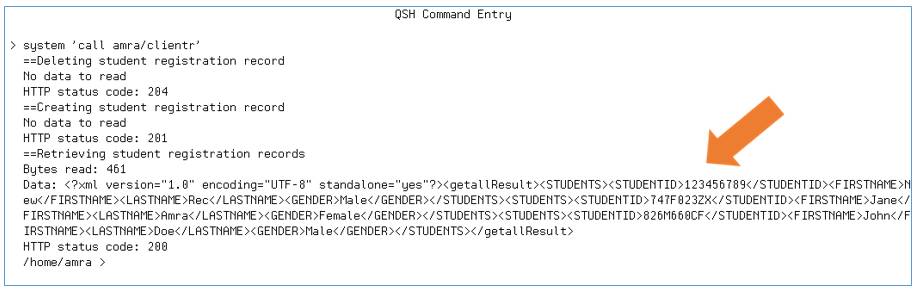 QSH Command Entry
> system 'call amra/clientr'
==Deleting student registration record
No data to read
HTTP status code: 204
==Creating student registration record
No data to read
HTTP status code: 201
==Retrieving student registration records
Bytes read: 461
Data: <?xml version="1.0" encoding="UTF-8" standalone="yes"?><getallResult><STUDENTS><STUDENTID>123456789</STUDENTID><FIRSTNAME>N
ew</FIRSTNAME><LASTNAME>Rec</LASTNAME><GENDER>Male</GENDER></STUDENTS><STUDENTS><STUDENTID>747F023ZX</STUDENTID><FIRSTNAME>Jane</
FIRSTNAME><LASTNAME>Amra</LASTNAME><GENDER>Female</GENDER></STUDENTS><STUDENTS><STUDENTID>826M660CF</STUDENTID><FIRSTNAME>John</F
IRSTNAME><LASTNAME>Doe</LASTNAME><GENDER>Male</GENDER></STUDENTS></getallResult>
HTTP status code: 200
/home/amra >